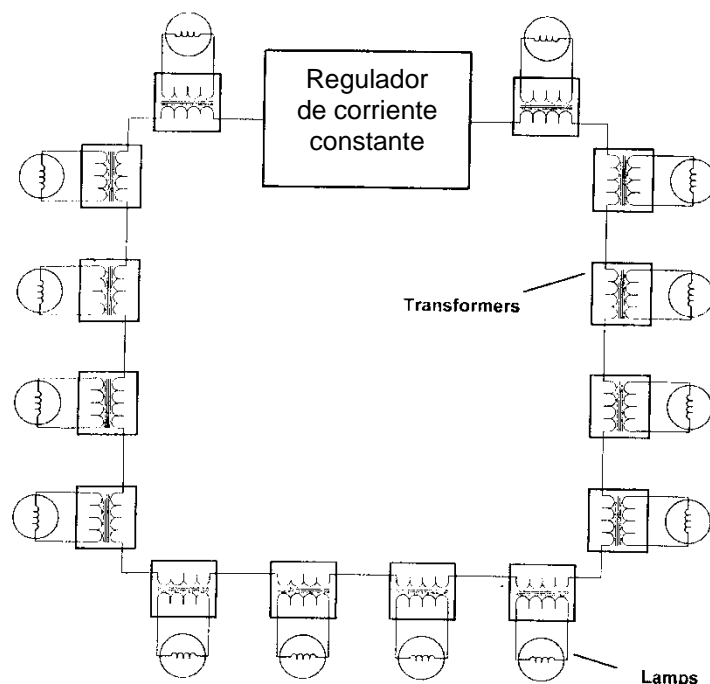 Regulador
de corriente
constante
Transformers
Lamps